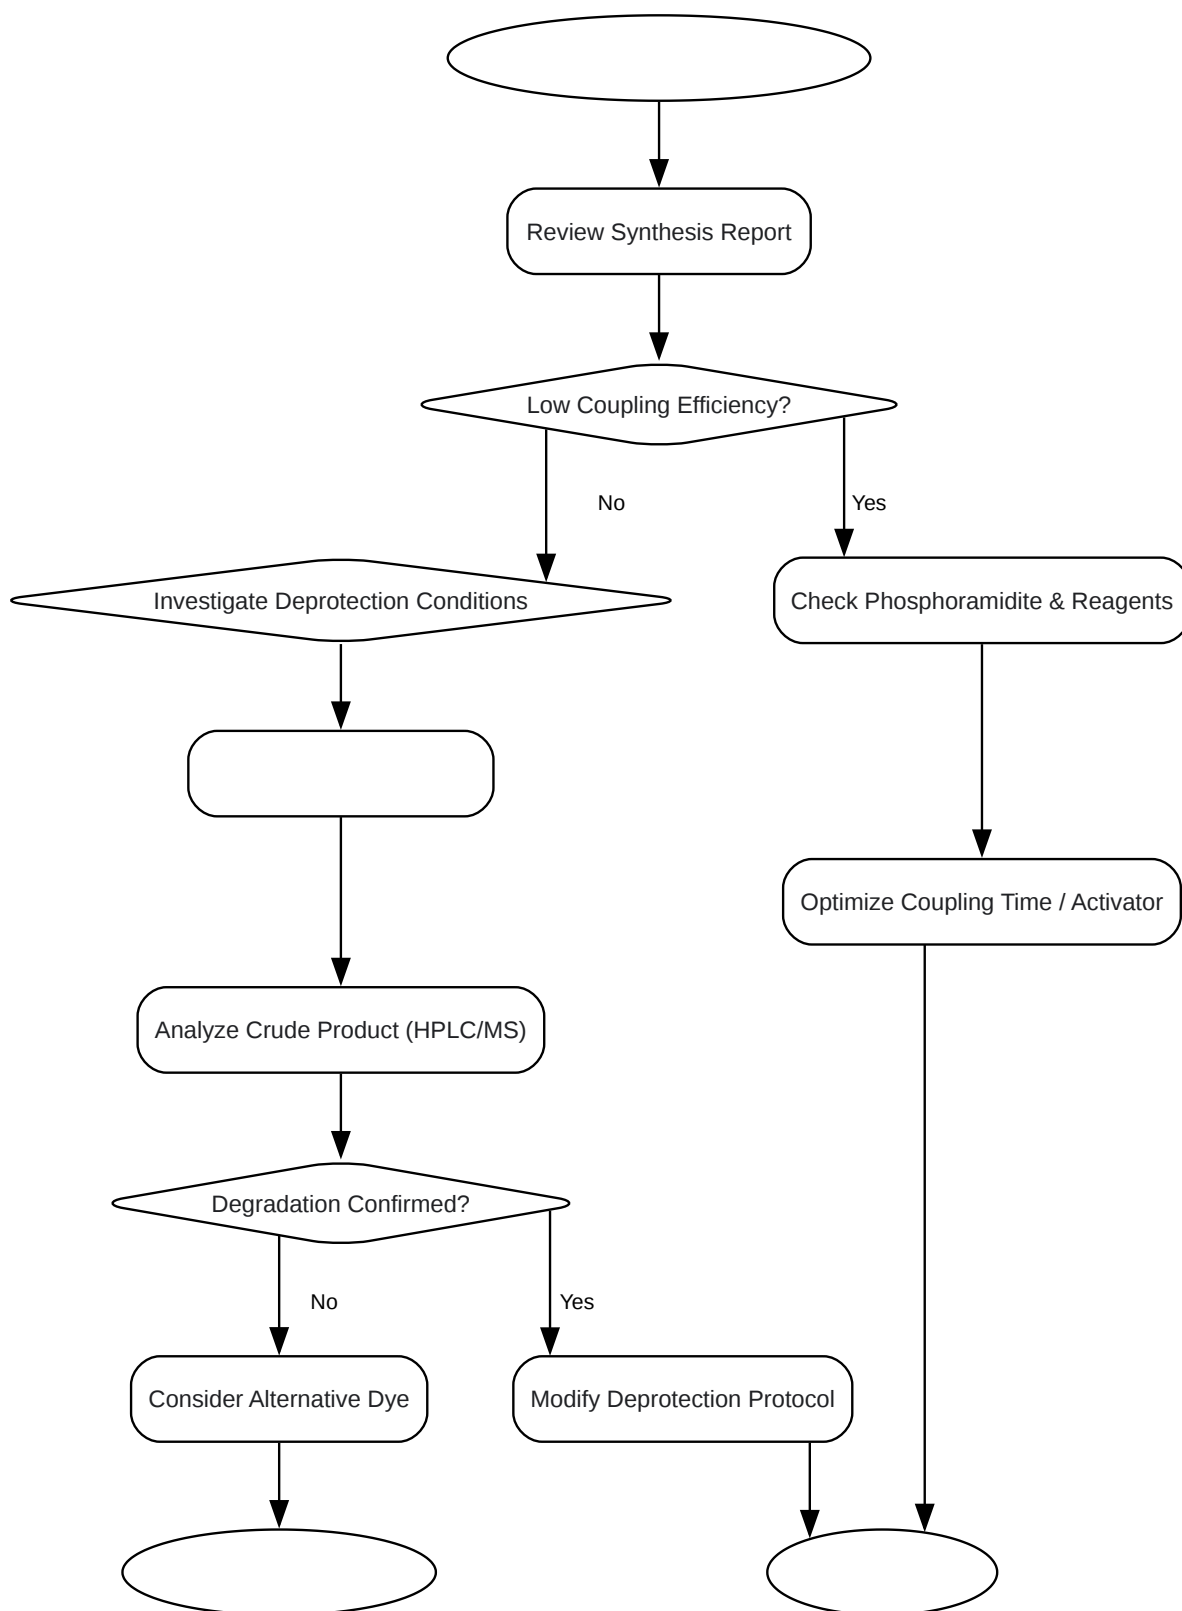 Review Synthesis Report
Low Coupling Efficiency?
No
Yes
Investigate Deprotection Conditions
Check Phosphoramidite & Reagents
Optimize Coupling Time / Activator
Analyze Crude Product (HPLC/MS)
Degradation Confirmed?
No
Yes
Consider Alternative Dye
Modify Deprotection Protocol